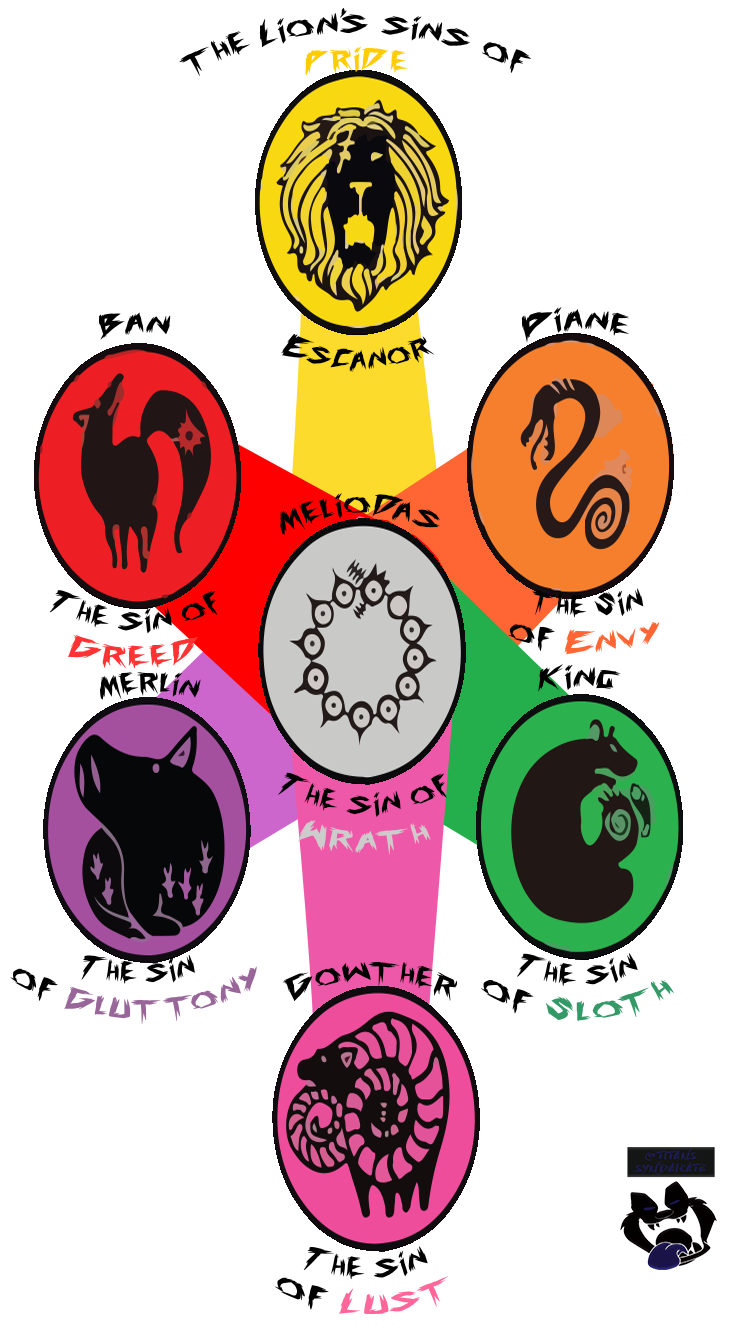 THE LiON'S SiNS OF
PRiDE
ESCANOR
BAN
THE SiN OF
GREED
DiANE
THE SiN
OF ENVY
MELiODAS
THE SiN OF
WRATH
MERLiN
THE SiN
OF GLUTTONY
KiNG
THE SiN
OF SLOTH
GOWTHER
THE SiN
OF LUST
@TITANS
SYNDICATE